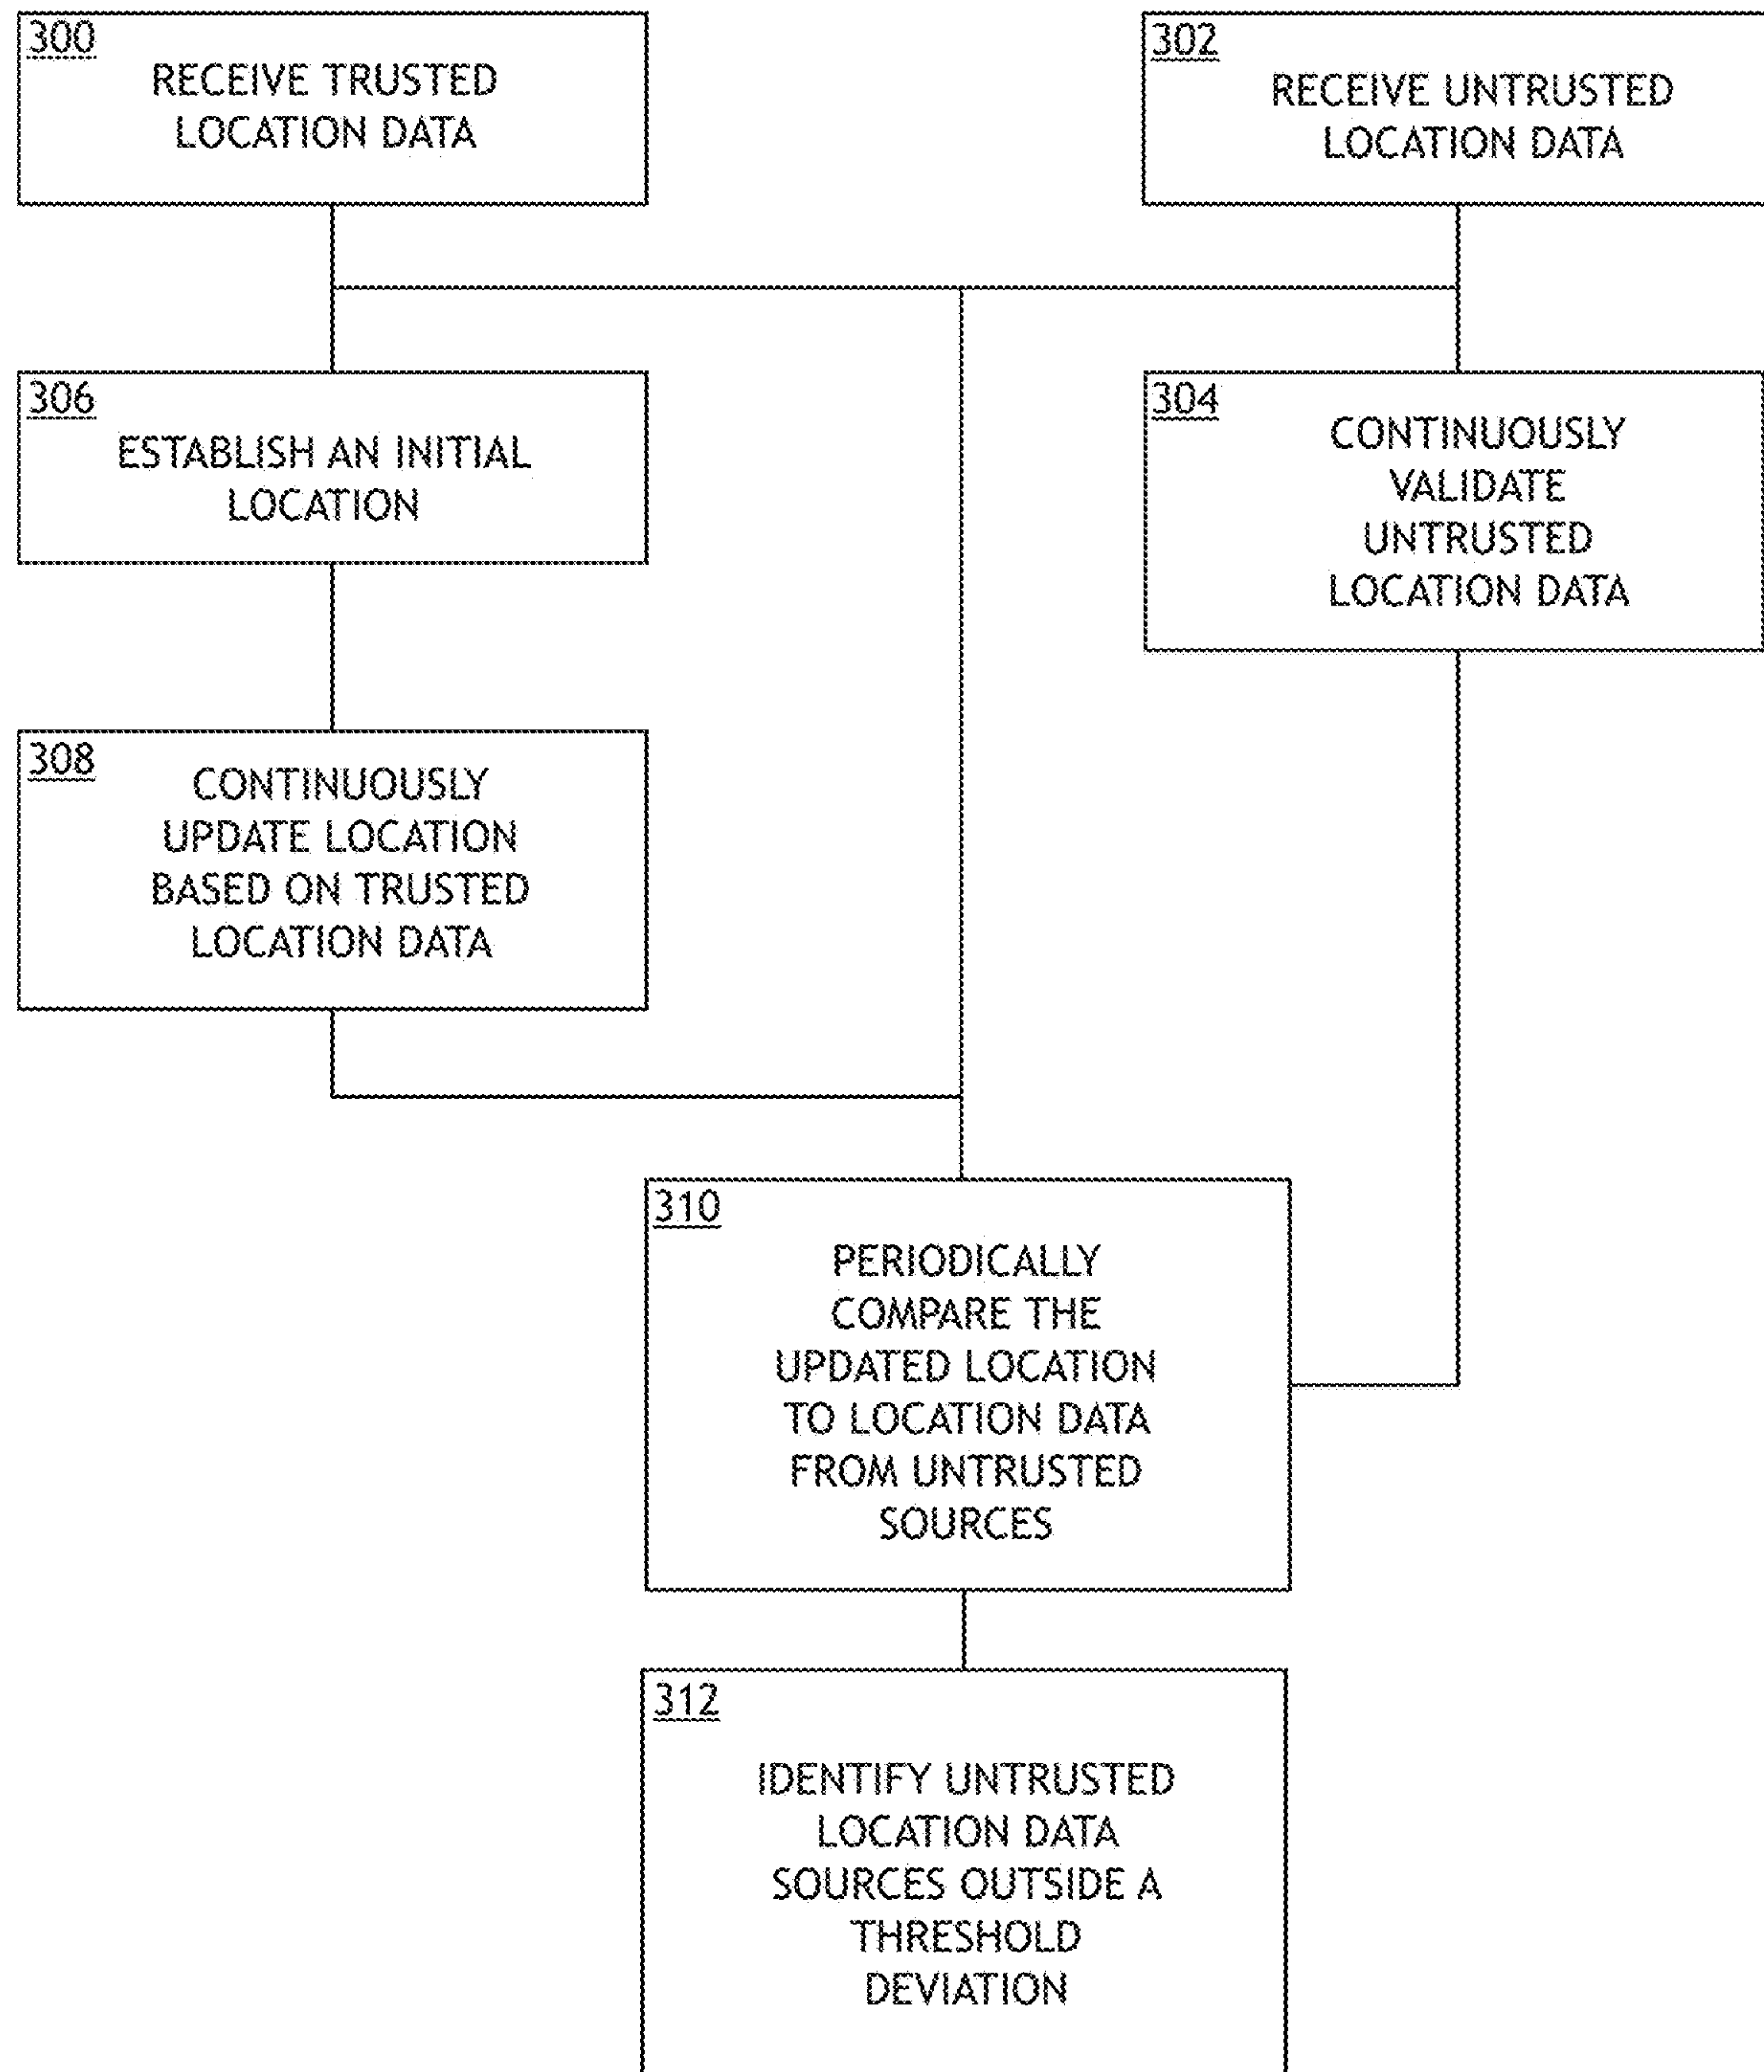 300
RECEIVE TRUSTED
LOCATION DATA
302
RECEIVE UNTRUSTED
LOCATION DATA
306
ESTABLISH AN INITIAL
LOCATION
304
CONTINUOUSLY
VALIDATE
UNTRUSTED
LOCATION DATA
308
CONTINUOUSLY
UPDATE LOCATION
BASED ON TRUSTED
LOCATION DATA
310
PERIODICALLY
COMPARE THE
UPDATED LOCATION
TO LOCATION DATA
FROM UNTRUSTED
SOURCES
312
IDENTIFY UNTRUSTED
LOCATION DATA
SOURCES OUTSIDE A
THRESHOLD
DEVIATION